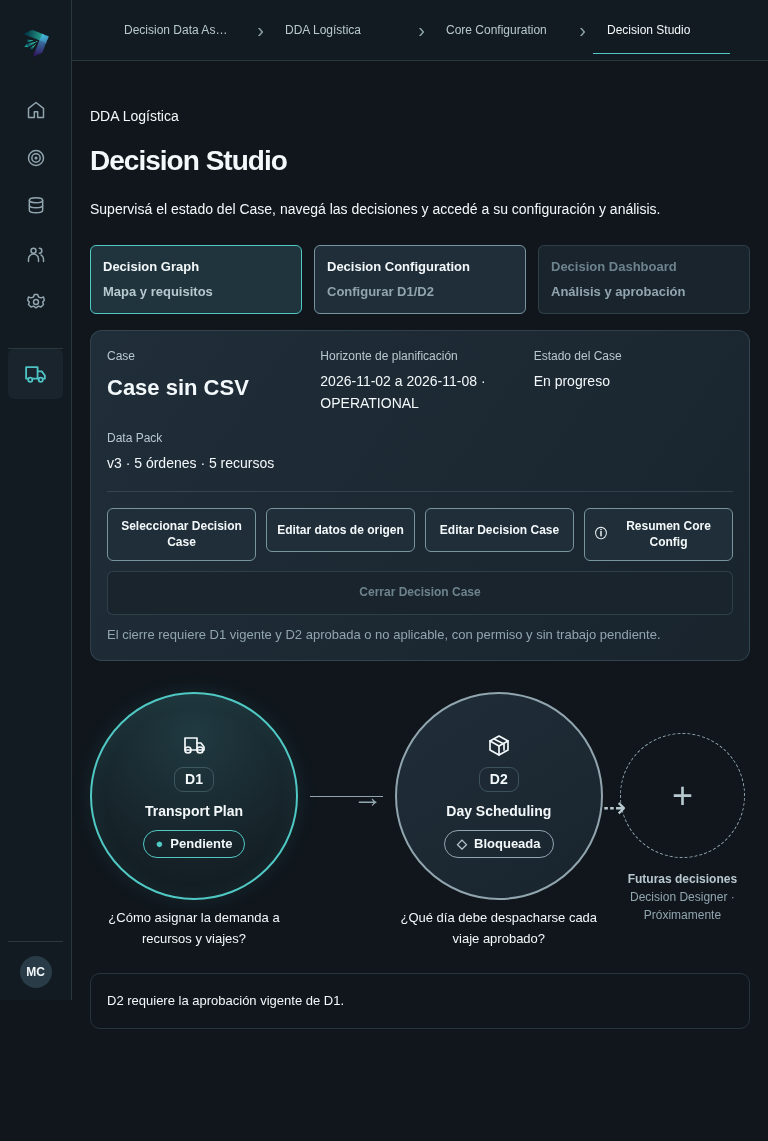 Decision Data As…
DDA Logística
Core Configuration
Decision Studio
DDA Logística
Decision Studio
Supervisá el estado del Case, navegá las decisiones y accedé a su configuración y análisis.
Decision Graph
Mapa y requisitos
Decision Configuration
Configurar D1/D2
Decision Dashboard
Análisis y aprobación
Case
Case sin CSV
Horizonte de planificación
2026-11-02 a 2026-11-08 ·
OPERATIONAL
Estado del Case
En progreso
Data Pack
v3 · 5 órdenes · 5 recursos
Seleccionar Decision
Case
Editar datos de origen
Editar Decision Case
Resumen Core
Config
Cerrar Decision Case
El cierre requiere D1 vigente y D2 aprobada o no aplicable, con permiso y sin trabajo pendiente.
D1
Transport Plan
Pendiente
¿Cómo asignar la demanda a
recursos y viajes?
D2
Day Scheduling
Bloqueada
¿Qué día debe despacharse cada
viaje aprobado?
Futuras decisiones
Decision Designer ·
Próximamente
D2 requiere la aprobación vigente de D1.
MC